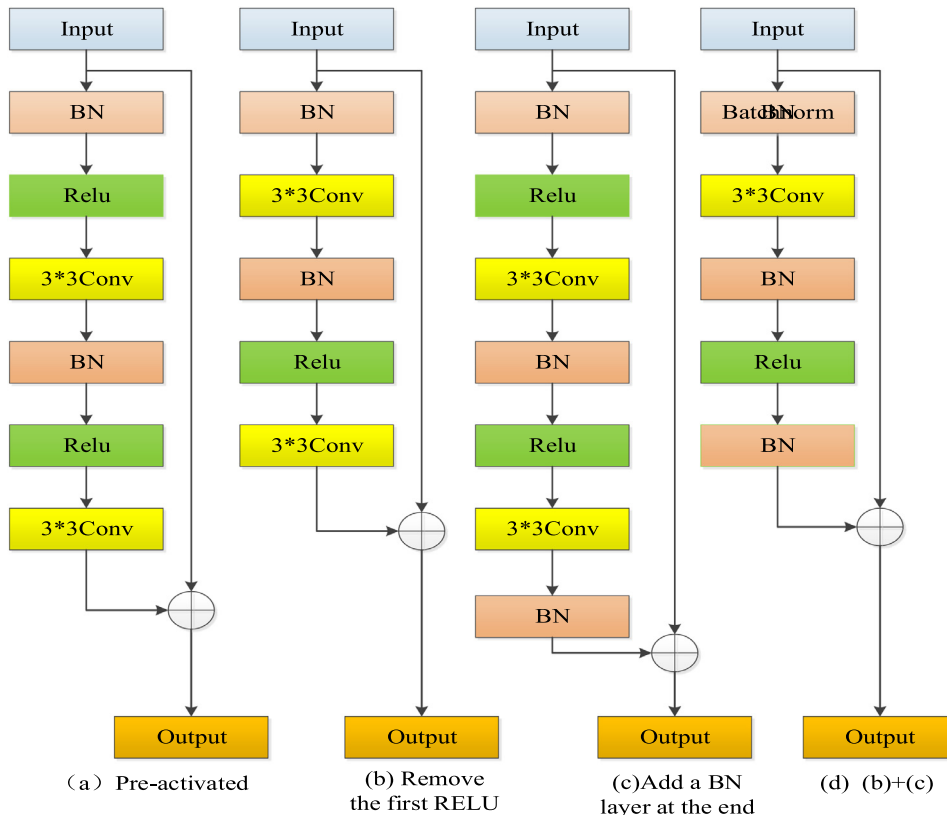 Input
BN
Relu
3*3Conv
BN
Relu
3*3Conv
Output
(a) Pre-activated
Input
BN
3*3Conv
BN
Relu
3*3Conv
Output
(b) Remove
the first RELU
Input
BN
Relu
3*3Conv
BN
Relu
3*3Conv
BN
Output
(c)Add a BN
layer at the end
Input
Batchnorm
BN
3*3Conv
BN
Relu
BN
Output
(d) (b)+(c)